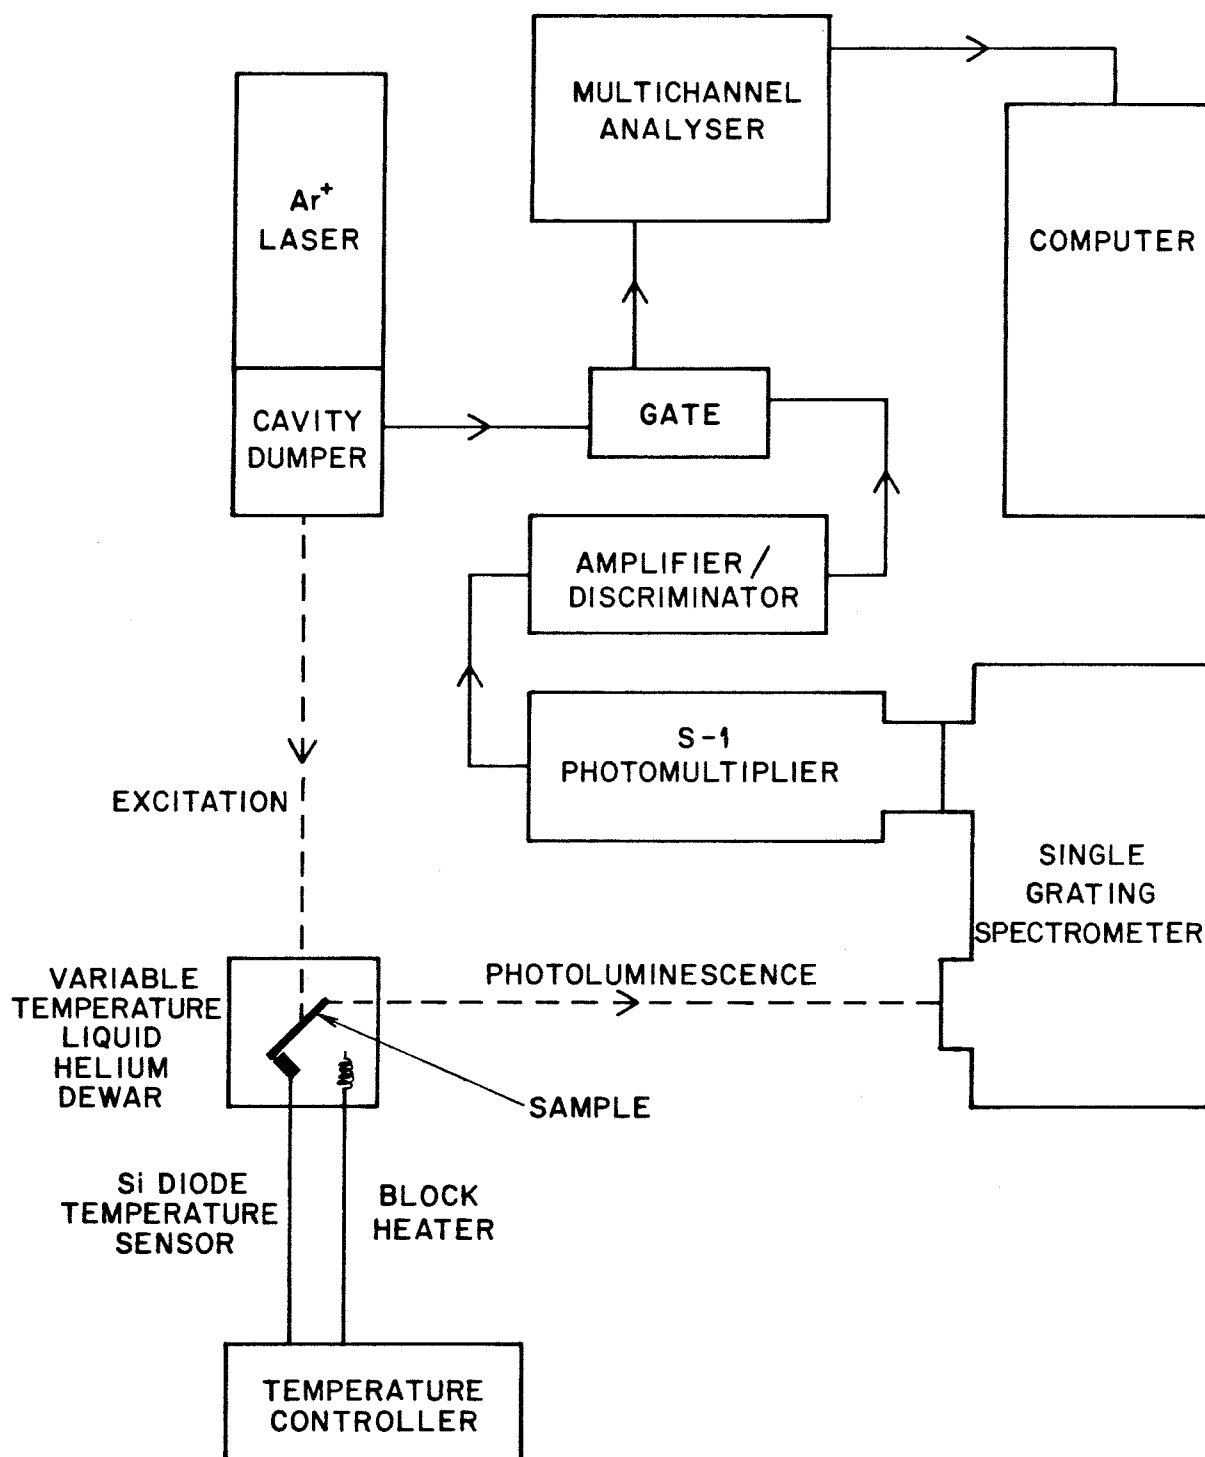 MULTICHANNEL
ANALYSER
Ar+
LASER
COMPUTER
CAVITY
DUMPER
GATE
AMPLIFIER/
DISCRIMINATOR
S-1
PHOTOMULTIPLIER
EXCITATION
SINGLE
GRATING
SPECTROMETER
PHOTOLUMINESCENCE
VARIABLE
TEMPERATURE
LIQUID
HELIUM
DEWAR
SAMPLE
Si DIODE
TEMPERATURE
SENSOR
BLOCK
HEATER
TEMPERATURE
CONTROLLER